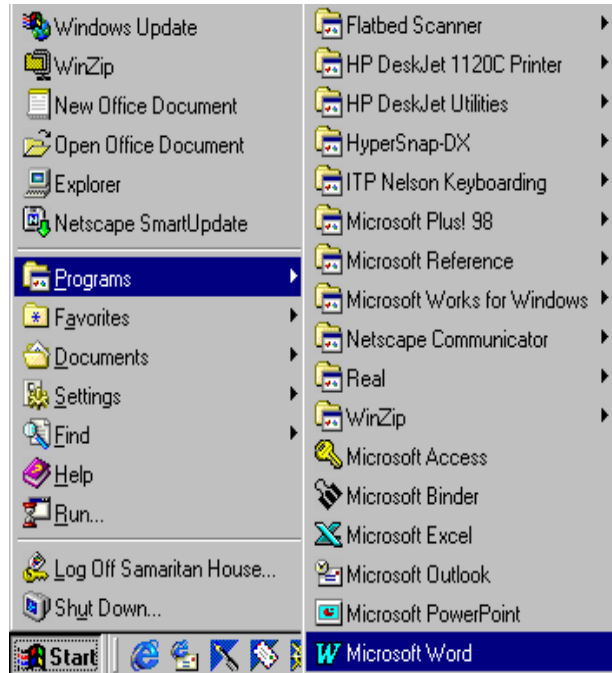 Windows Update
WinZip
New Office Document
Open Office Document
Explorer
Netscape SmartUpdate
Programs
Favorites
Documents
Settings
Find
Help
Run...
Log Off Samaritan House...
Shut Down...
Start
Flatbed Scanner
HP DeskJet 1120C Printer
HP DeskJet Utilities
HyperSnap-DX
ITP Nelson Keyboarding
Microsoft Plus! 98
Microsoft Reference
Microsoft Works for Windows
Netscape Communicator
Real
WinZip
Microsoft Access
Microsoft Binder
Microsoft Excel
Microsoft Outlook
Microsoft PowerPoint
Microsoft Word